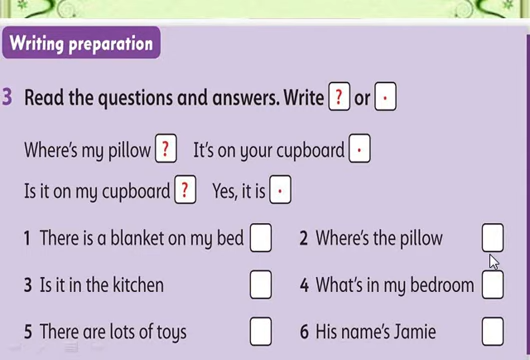 Writing preparation
3 Read the questions and answers. Write ? or .
Where's my pillow ? It's on your cupboard .
Is it on my cupboard ? Yes, it is .
1 There is a blanket on my bed 2 Where's the pillow
3 Is it in the kitchen 4 What's in my bedroom
5 There are lots of toys 6 His name's Jamie